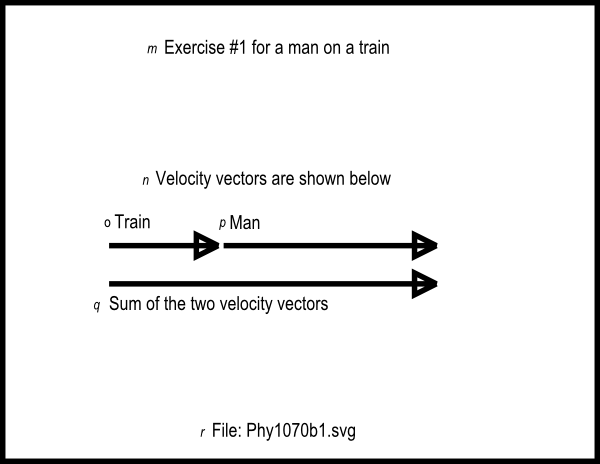 m Exercise #1 for a man on a train
n Velocity vectors are shown below
o Train p Man
q Sum of the two velocity vectors
r File: Phy1070b1.svg